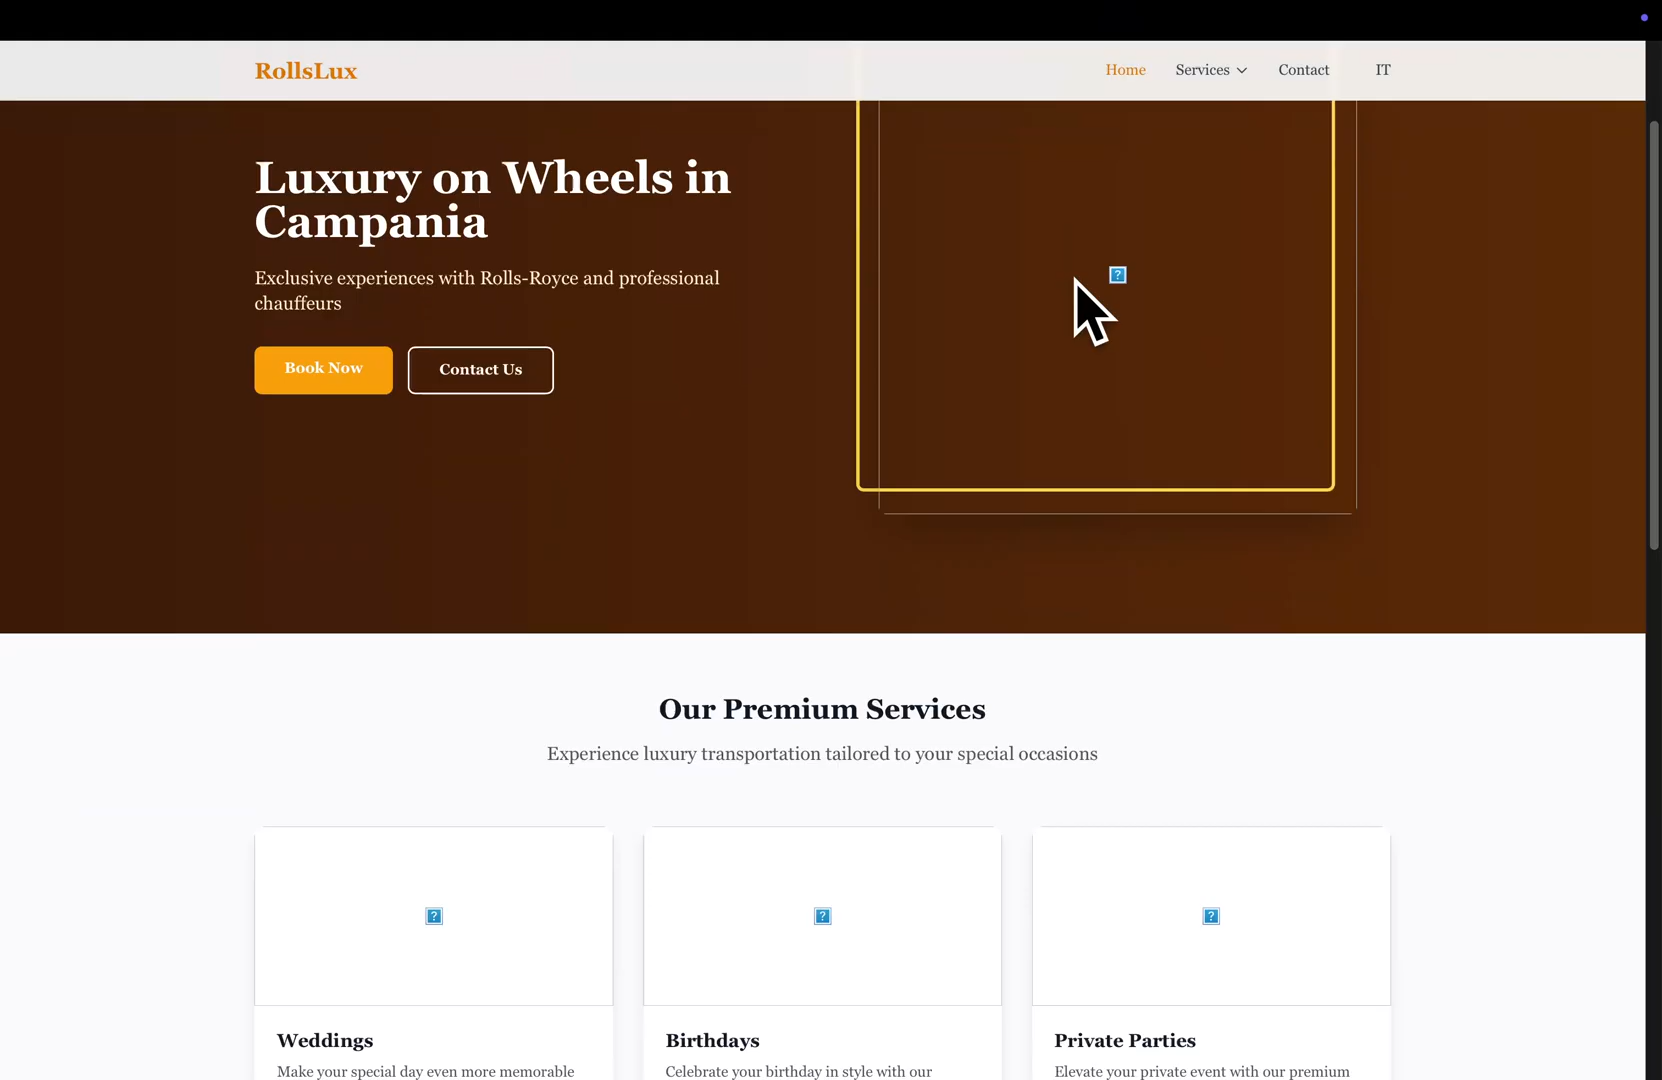 RollsLux
Home
Services
Contact
IT
Luxury on Wheels in
Campania
Exclusive experiences with Rolls-Royce and professional
chauffeurs
Book Now
Contact Us
Our Premium Services
Experience luxury transportation tailored to your special occasions
Weddings
Make your special day even more memorable
Birthdays
Celebrate your birthday in style with our
Private Parties
Elevate your private event with our premium